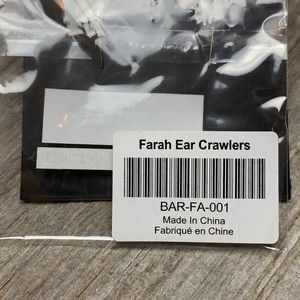 Farah Ear Crawlers
BAR-FA-001
Made In China
Fabriqué en Chine